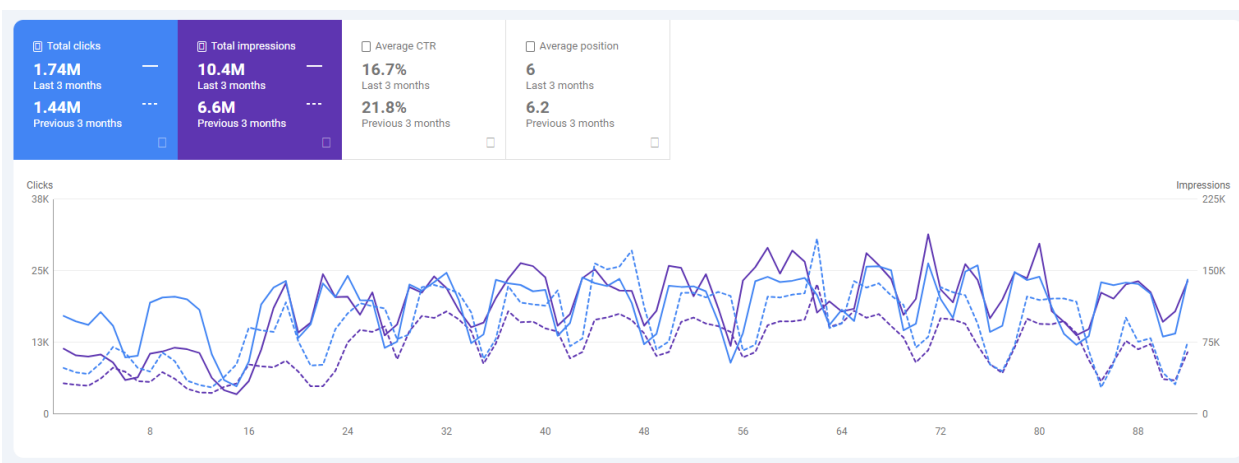 Total clicks
1.74M
Last 3 months
1.44M
Previous 3 months
Total impressions
10.4M
Last 3 months
6.6M
Previous 3 months
Average CTR
16.7%
Last 3 months
21.8%
Previous 3 months
Average position
6
Last 3 months
6.2
Previous 3 months
Clicks
Impressions
38K
225K
25K
150K
13K
75K
0
0
8 16 24 32 40 48 56 64 72 80 88